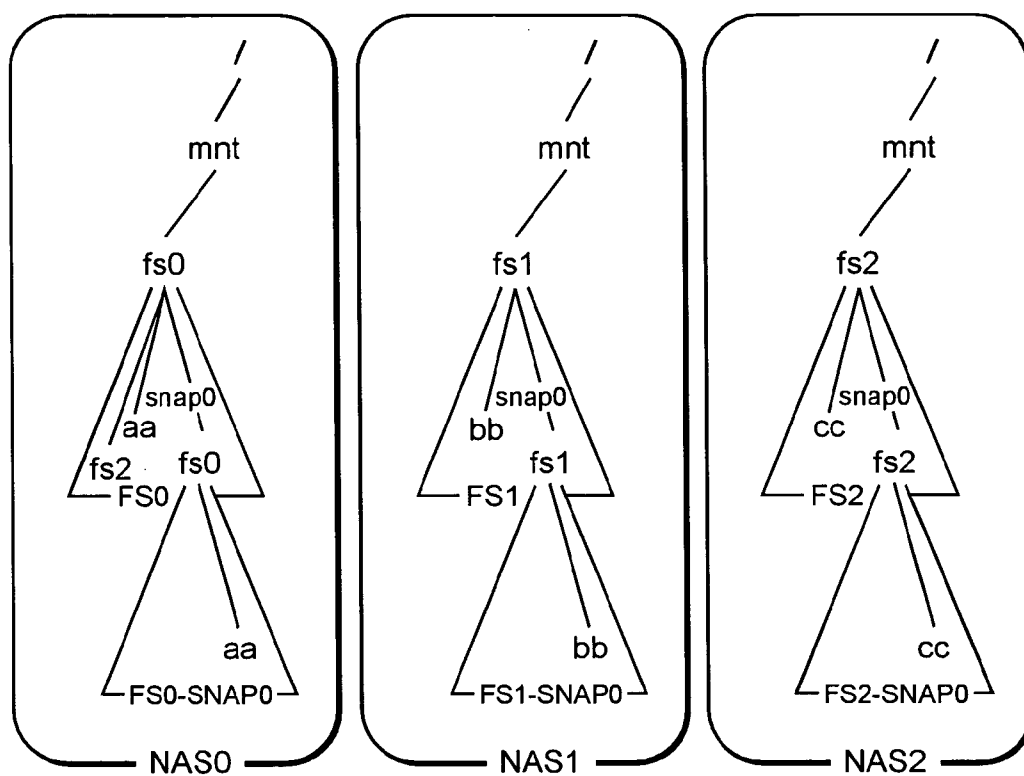 /
mnt
fs0
snap0
aa
fs2
fs0
FS0
aa
FS0-SNAP0
NAS0
/
mnt
fs1
snap0
bb
fs1
FS1
bb
FS1-SNAP0
NAS1
/
mnt
fs2
snap0
cc
fs2
FS2
cc
FS2-SNAP0
NAS2